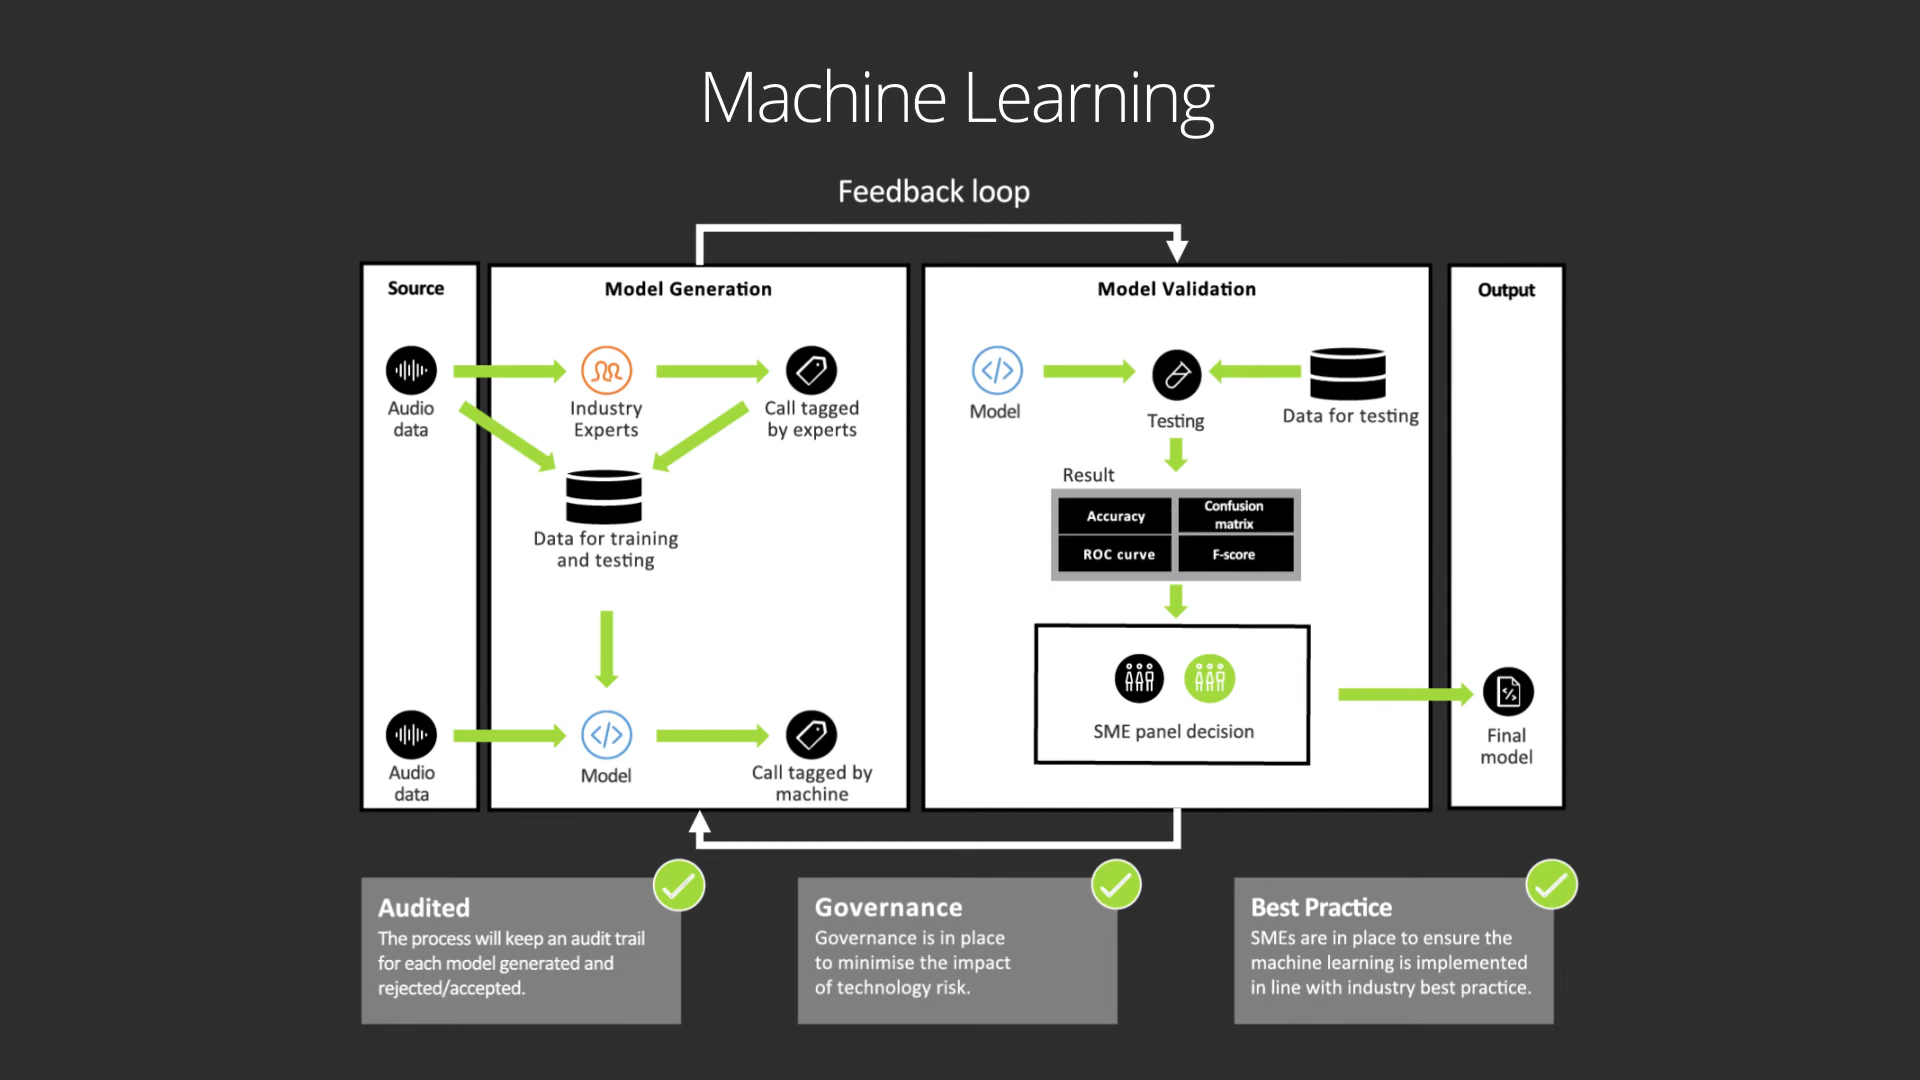 Machine Learning
Feedback loop
Source
Audio
data
Audio
data
Model Generation
Industry
Experts
Call tagged
by experts
Data for training
and testing
Model
Call tagged by
machine
Model Validation
Model
Testing
Data for testing
Result
Accuracy
Confusion
matrix
ROC curve
F-score
SME panel decision
Output
Final
model
Audited
The process will keep an audit trail
for each model generated and
rejected/accepted.
Governance
Governance is in place
to minimise the impact
of technology risk.
Best Practice
SMEs are in place to ensure the
machine learning is implemented
in line with industry best practice.